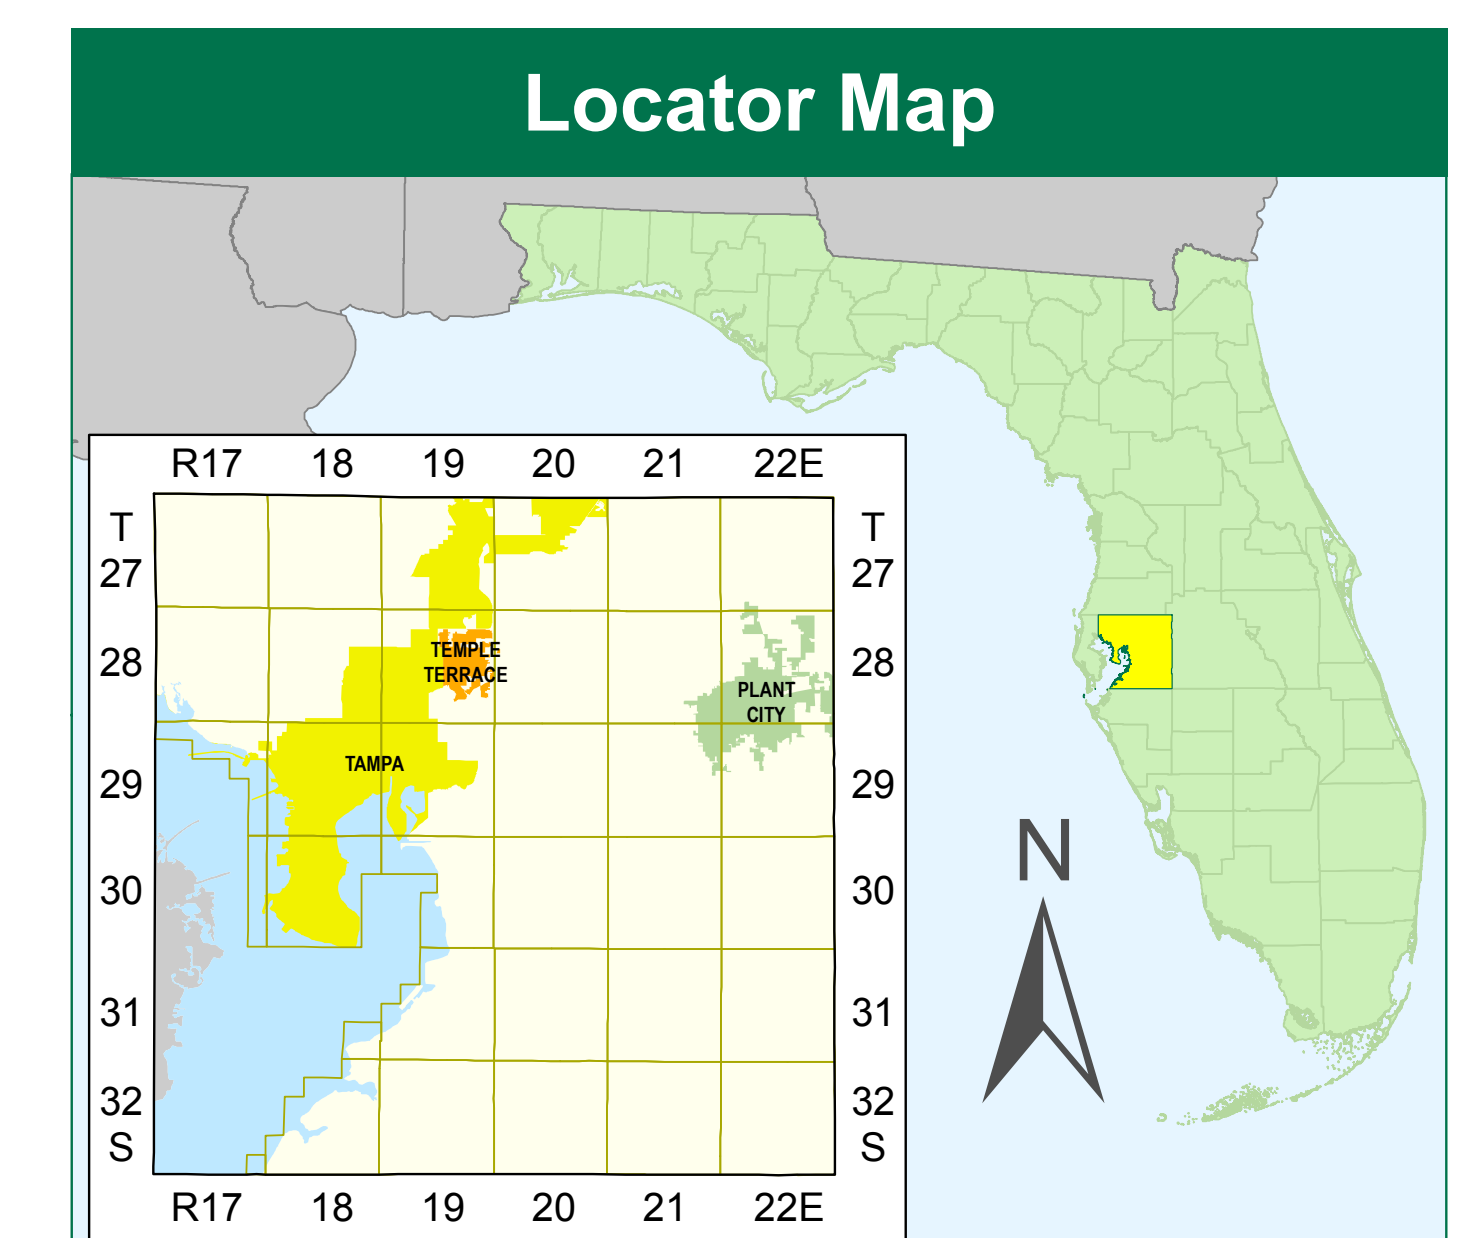 Locator Map
R17 18 19 20 21 22E
T T
27 27
28 28
29 29
30 30
31 31
32 32
S S
TEMPLE
TERRACE
PLANT
CITY
TAMPA
R17 18 19 20 21 22E
N